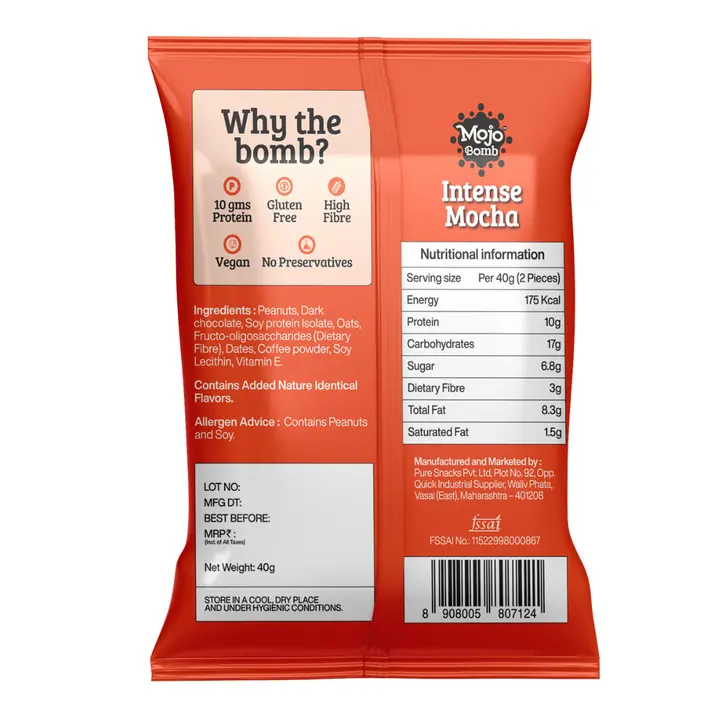 Why the
bomb?
P
10 gms
Protein
Gluten
Free
High
Fibre
Vegan
No Preservatives
Ingredients : Peanuts, Dark
chocolate, Soy protein Isolate, Oats,
Fructo-oligosaccharides (Dietary
Fibre), Dates, Coffee powder, Soy
Lecithin, Vitamin E.
Contains Added Nature Identical
Flavors.
Allergen Advice : Contains Peanuts
and Soy.
LOT NO:
MFG DT:
BEST BEFORE:
MRP₹ :
(Incl. of All Taxes)
Net Weight: 40g
STORE IN A COOL, DRY PLACE
AND UNDER HYGIENIC CONDITIONS.
Mojo
Bomb
Intense
Mocha
Nutritional information
Serving size Per 40g (2 Pieces)
Energy 175 Kcal
Protein 10g
Carbohydrates 17g
Sugar 6.8g
Dietary Fibre 3g
Total Fat 8.3g
Saturated Fat 1.5g
Manufactured and Marketed by :
Pure Snacks Pvt. Ltd, Plot No. 92, Opp.
Quick Industrial Supplier, Waliv Phata,
Vasai (East), Maharashtra – 401208
fssai
FSSAI No.: 11522998000867
8 908005 807124